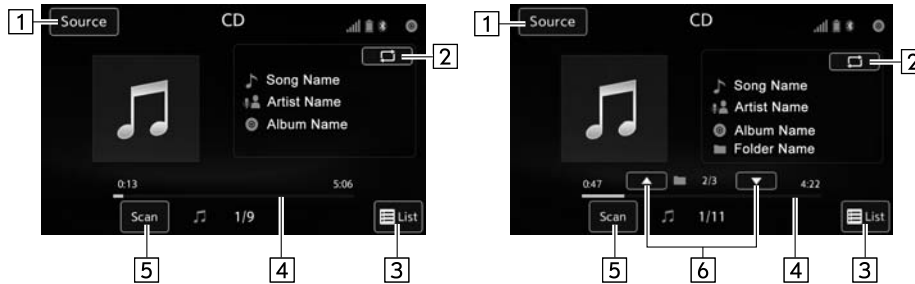 1
Source
CD
2
Song Name
Artist Name
Album Name
0:13
5:06
Scan
1/9
List
5
4
3
1
Source
CD
2
Song Name
Artist Name
Album Name
Folder Name
0:47
2/3
4:22
Scan
1/11
List
5
6
4
3